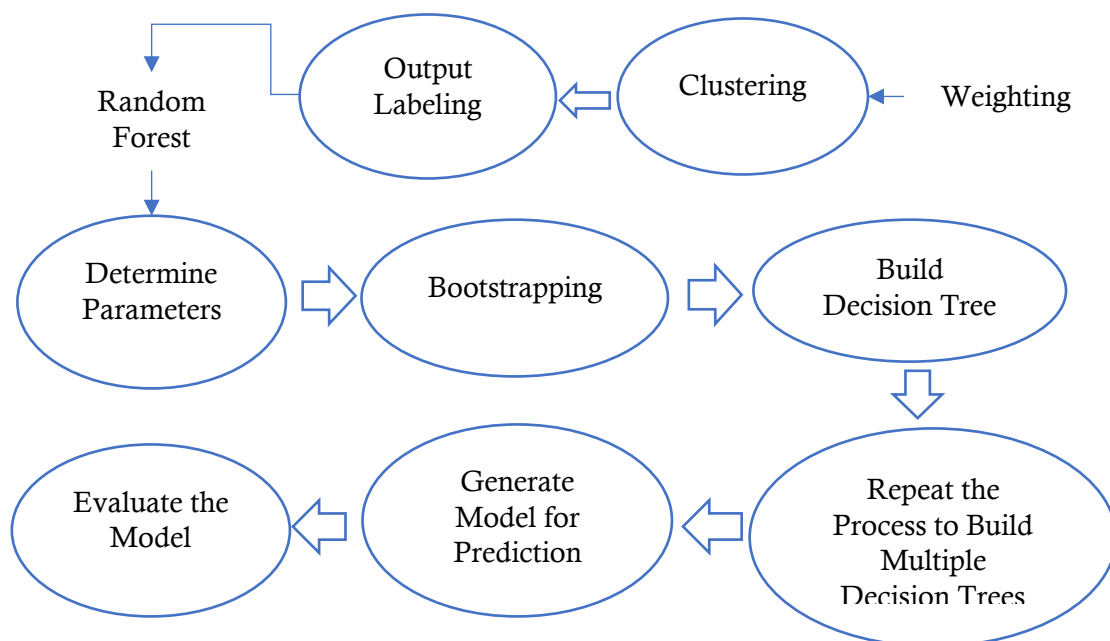 Output
Labeling
Clustering
Weighting
Random
Forest
Determine
Parameters
Bootstrapping
Build
Decision Tree
Evaluate the
Model
Generate
Model for
Prediction
Repeat the
Process to Build
Multiple
Decision Trees